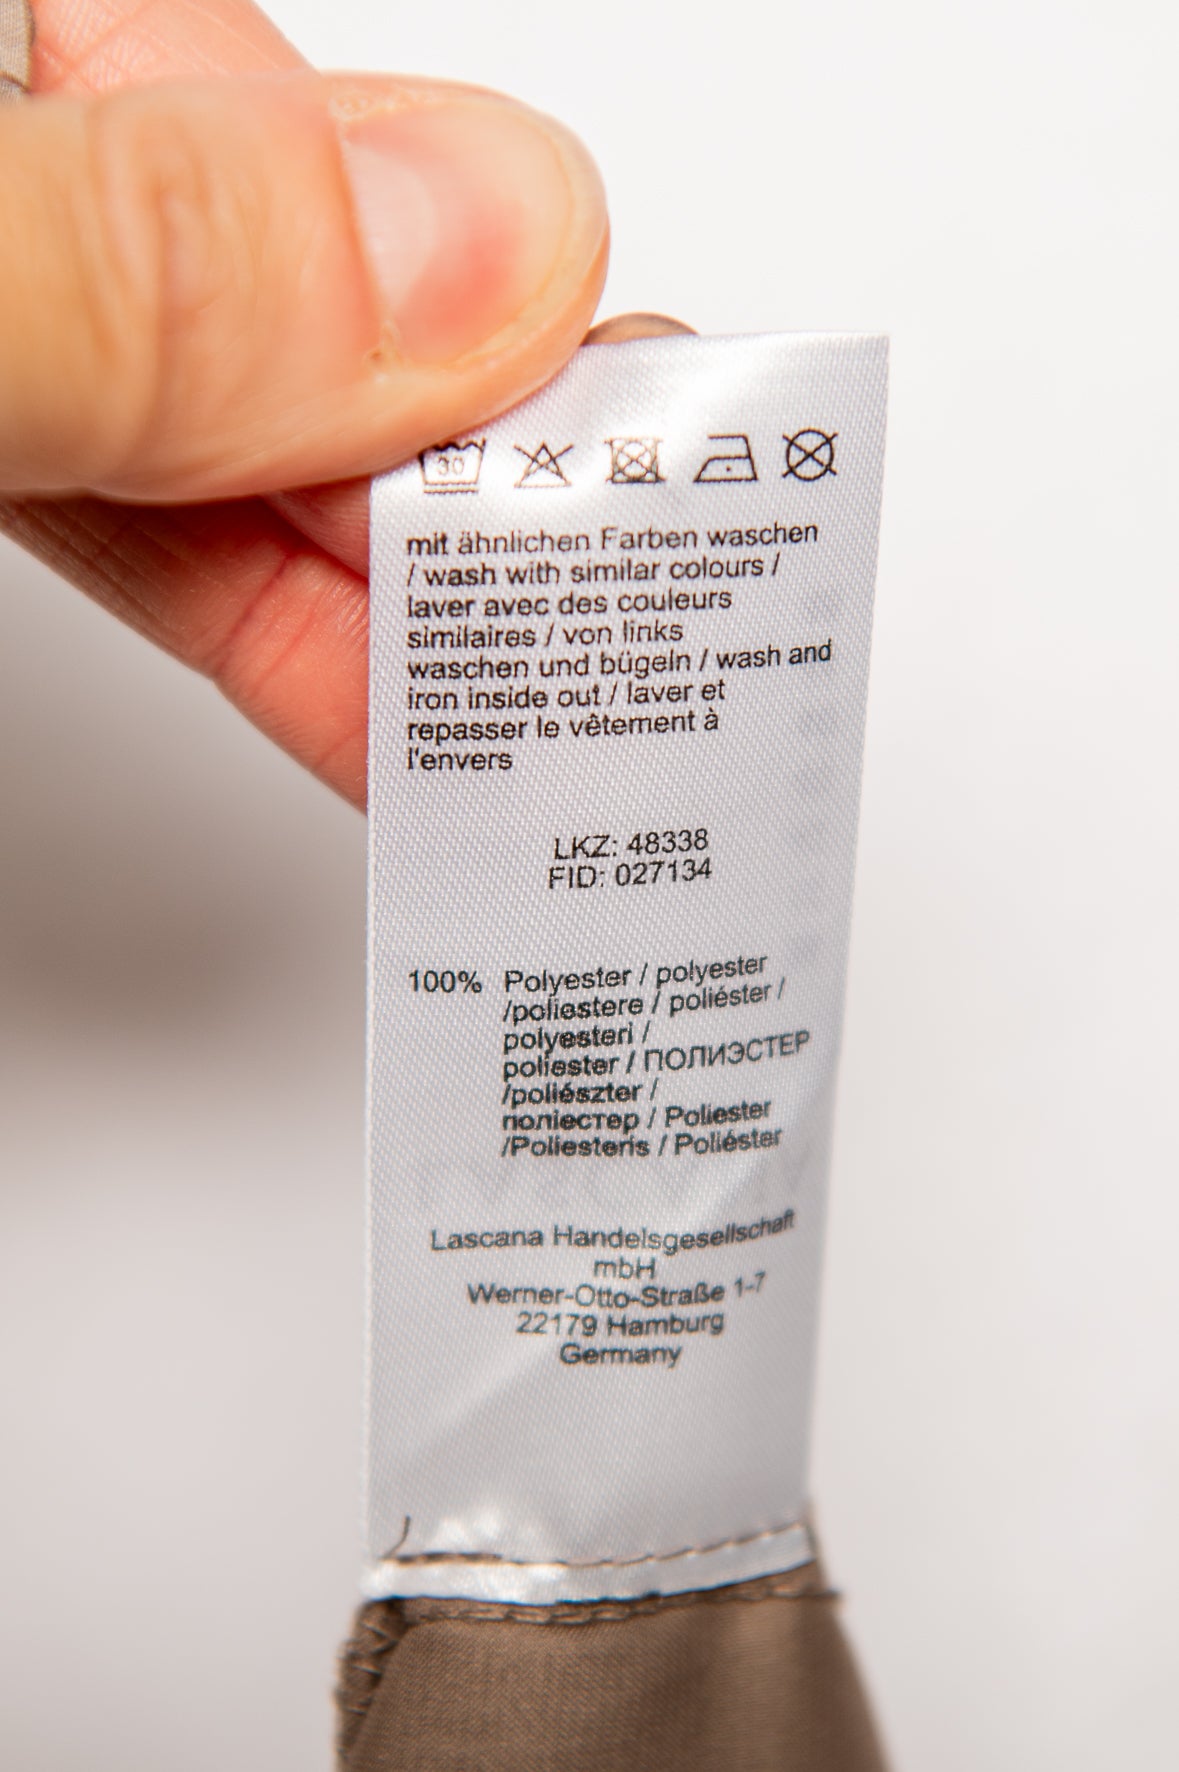 30
mit ähnlichen Farben waschen
/ wash with similar colours /
laver avec des couleurs
similaires / von links
waschen und bügeln / wash and
iron inside out / laver et
repasser le vêtement à
l'envers
LKZ: 48338
FID: 027134
100% Polyester / polyester
/poliestere / poliéster /
polyesteri /
poliester / ПОЛИЭСТЕР
/poliészter /
поліестер / Poliester
/Poliesteris / Poliéster
Lascana Handelsgesellschaft
mbH
Werner-Otto-Straße 1-7
22179 Hamburg
Germany